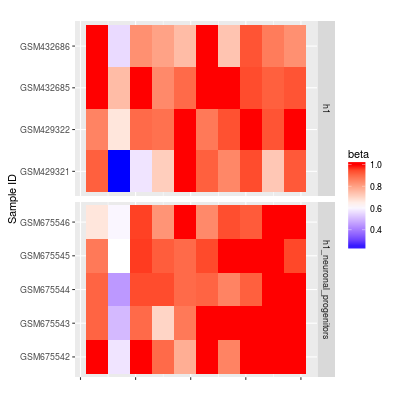 Sample ID
GSM432686
GSM432685
GSM429322
GSM429321
h1
GSM675546
GSM675545
GSM675544
GSM675543
GSM675542
h1_neuronal_progenitors
beta
1.0
0.8
0.6
0.4